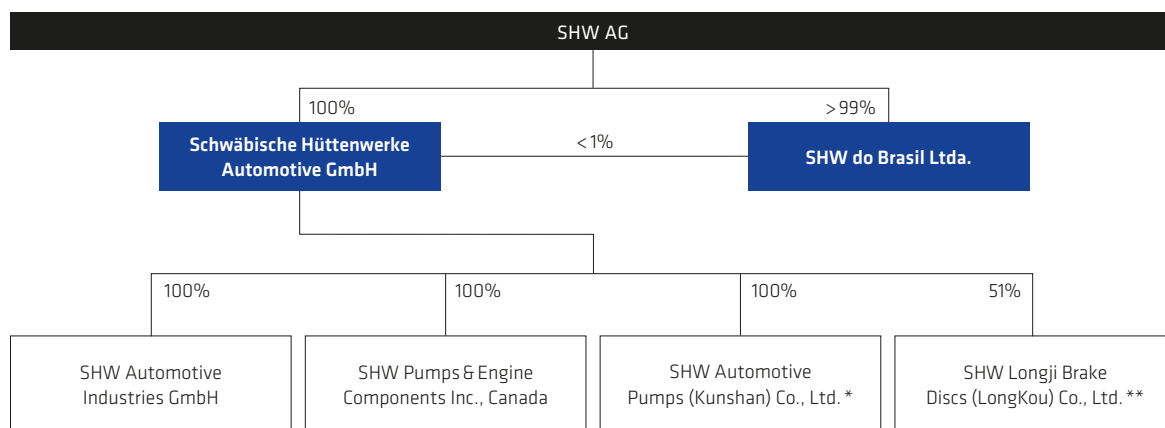 SHW AG
100%
> 99%
Schwäbische Hüttenwerke
Automotive GmbH
< 1%
SHW do Brasil Ltda.
100%
100%
100%
51%
SHW Automotive
Industries GmbH
SHW Pumps & Engine
Components Inc., Canada
SHW Automotive
Pumps (Kunshan) Co., Ltd. *
SHW Longji Brake
Discs (LongKou) Co., Ltd. **